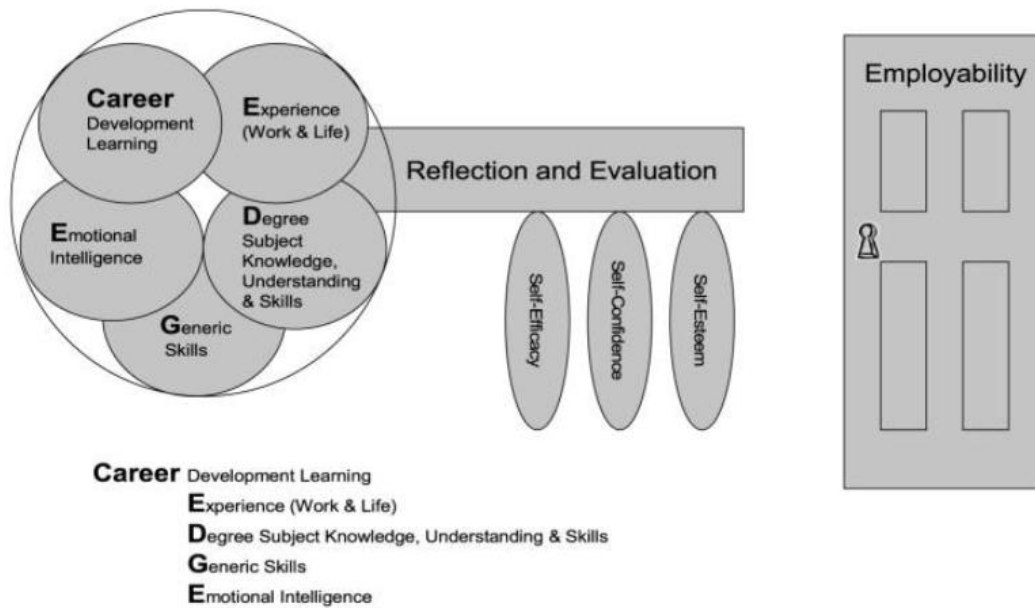 Career
Development
Learning
Experience
(Work & Life)
Emotional
Intelligence
Degree
Subject
Knowledge,
Understanding
& Skills
Generic
Skills
Reflection and Evaluation
Self-Efficacy
Self-Confidence
Self-Esteem
Employability
Career Development Learning
Experience (Work & Life)
Degree Subject Knowledge, Understanding & Skills
Generic Skills
Emotional Intelligence